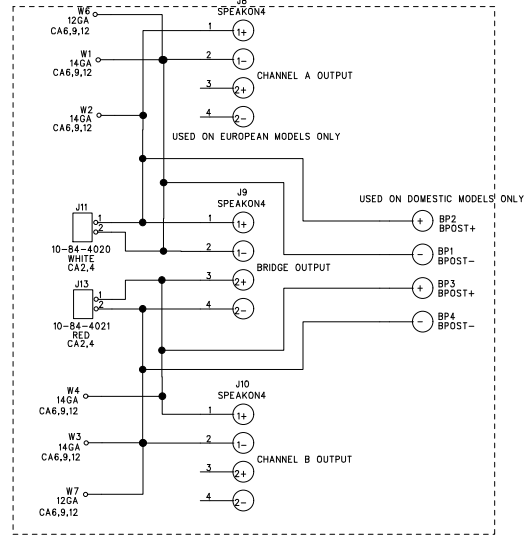 J8
SPEAKON4
W6
12GA
CA6,9,12
1
1+
W1
14GA
CA6,9,12
2
1-
CHANNEL A OUTPUT
3
2+
W2
14GA
CA6,9,12
4
2-
USED ON EUROPEAN MODELS ONLY
J9
SPEAKON4
USED ON DOMESTIC MODELS ONLY
J11
1
2
10-84-4020
WHITE
CA2,4
1
1+
+
BP2
BPOST+
2
1-
-
BP1
BPOST-
BRIDGE OUTPUT
3
2+
+
BP3
BPOST+
J13
1
2
10-84-4021
RED
CA2,4
4
2-
-
BP4
BPOST-
J10
SPEAKON4
W4
14GA
CA6,9,12
1
1+
W3
14GA
CA6,9,12
2
1-
CHANNEL B OUTPUT
3
2+
W7
12GA
CA6,9,12
4
2-